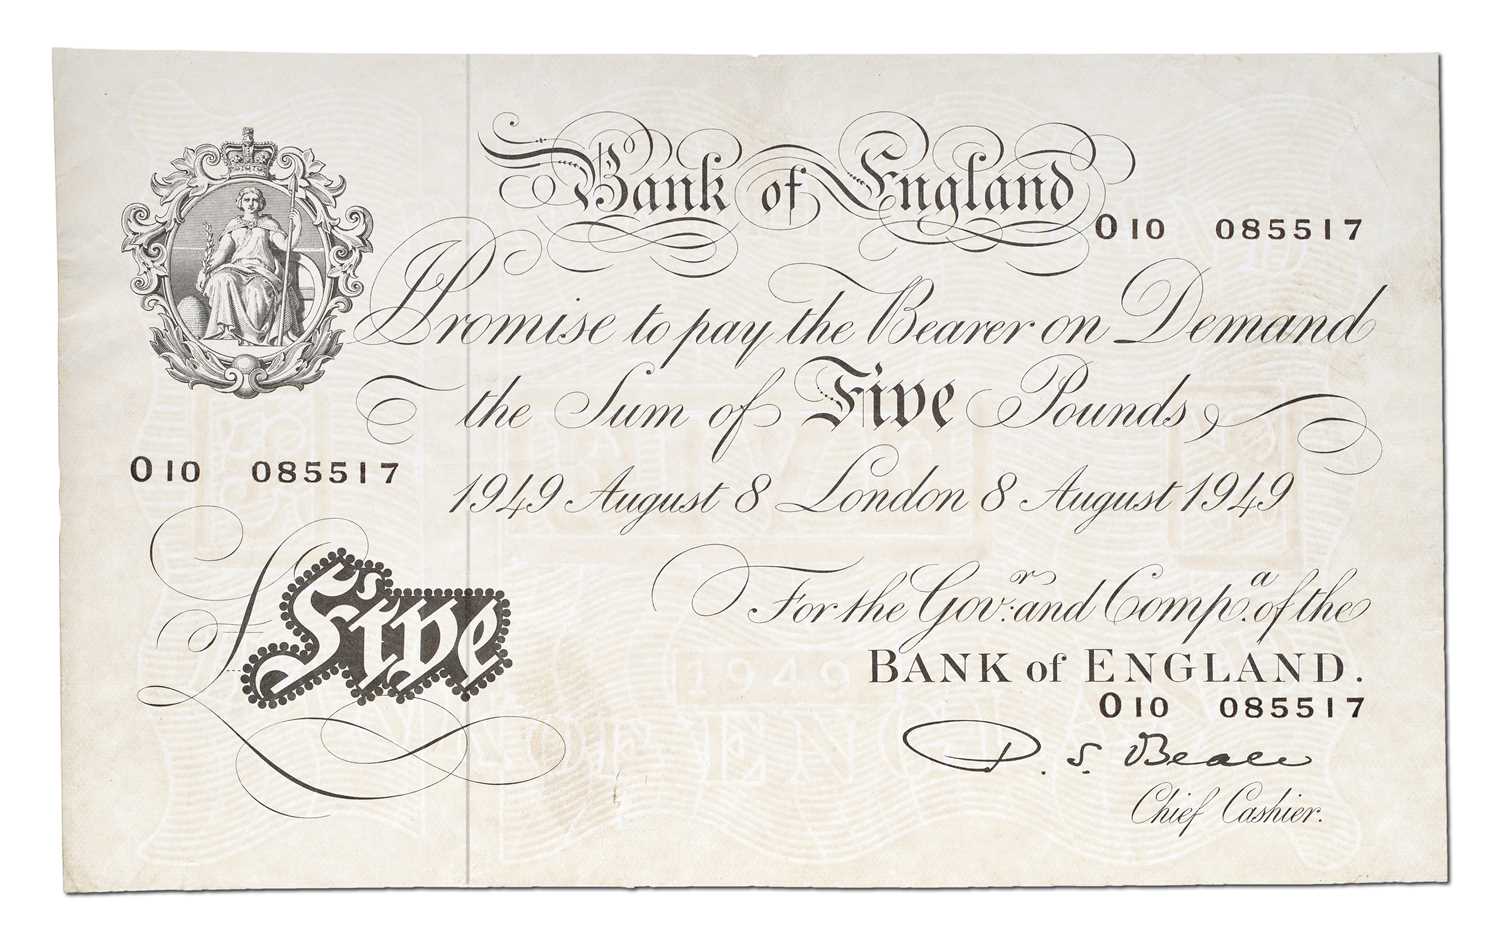 Bank of England
O10 085517
I Promise to pay the Bearer on Demand
the Sum of Five Pounds
O10 085517
1949 August 8 London 8 August 1949
£ Five
For the Govr. and Compa. of the
BANK of ENGLAND.
O10 085517
P. S. Beale
Chief Cashier.
FIVE
1949